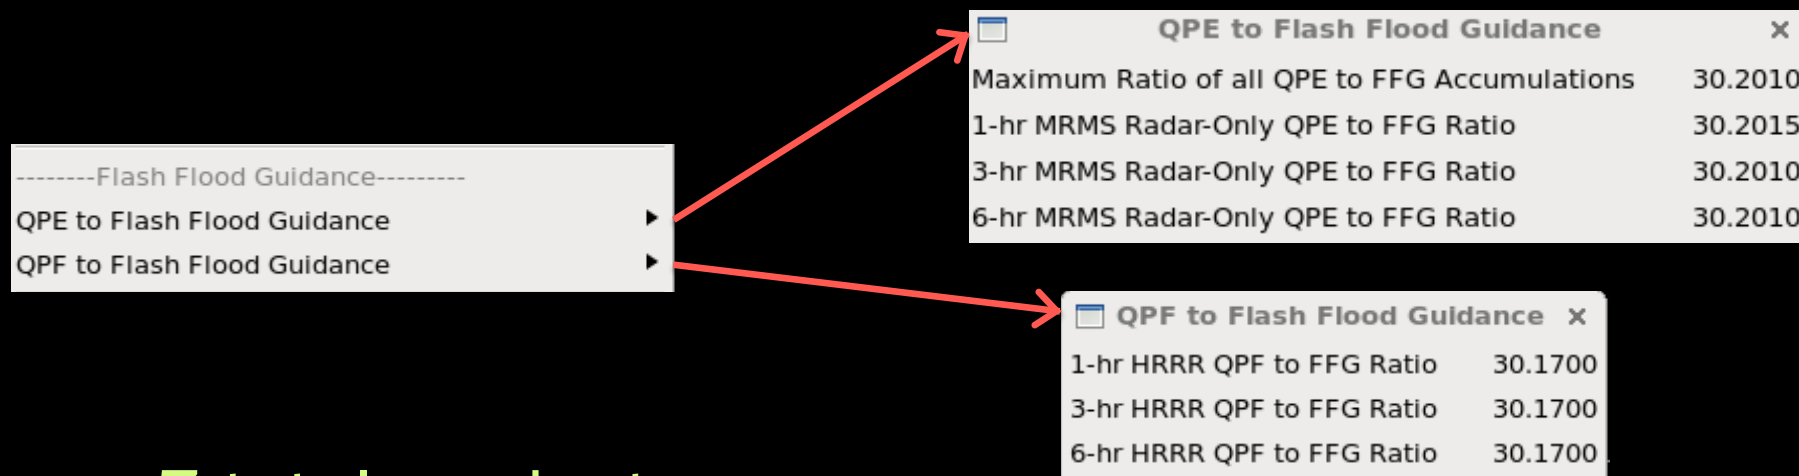 --------Flash Flood Guidance---------
QPE to Flash Flood Guidance
QPF to Flash Flood Guidance
QPE to Flash Flood Guidance
Maximum Ratio of all QPE to FFG Accumulations 30.2010
1-hr MRMS Radar-Only QPE to FFG Ratio 30.2015
3-hr MRMS Radar-Only QPE to FFG Ratio 30.2010
6-hr MRMS Radar-Only QPE to FFG Ratio 30.2010
QPF to Flash Flood Guidance
1-hr HRRR QPF to FFG Ratio 30.1700
3-hr HRRR QPF to FFG Ratio 30.1700
6-hr HRRR QPF to FFG Ratio 30.1700